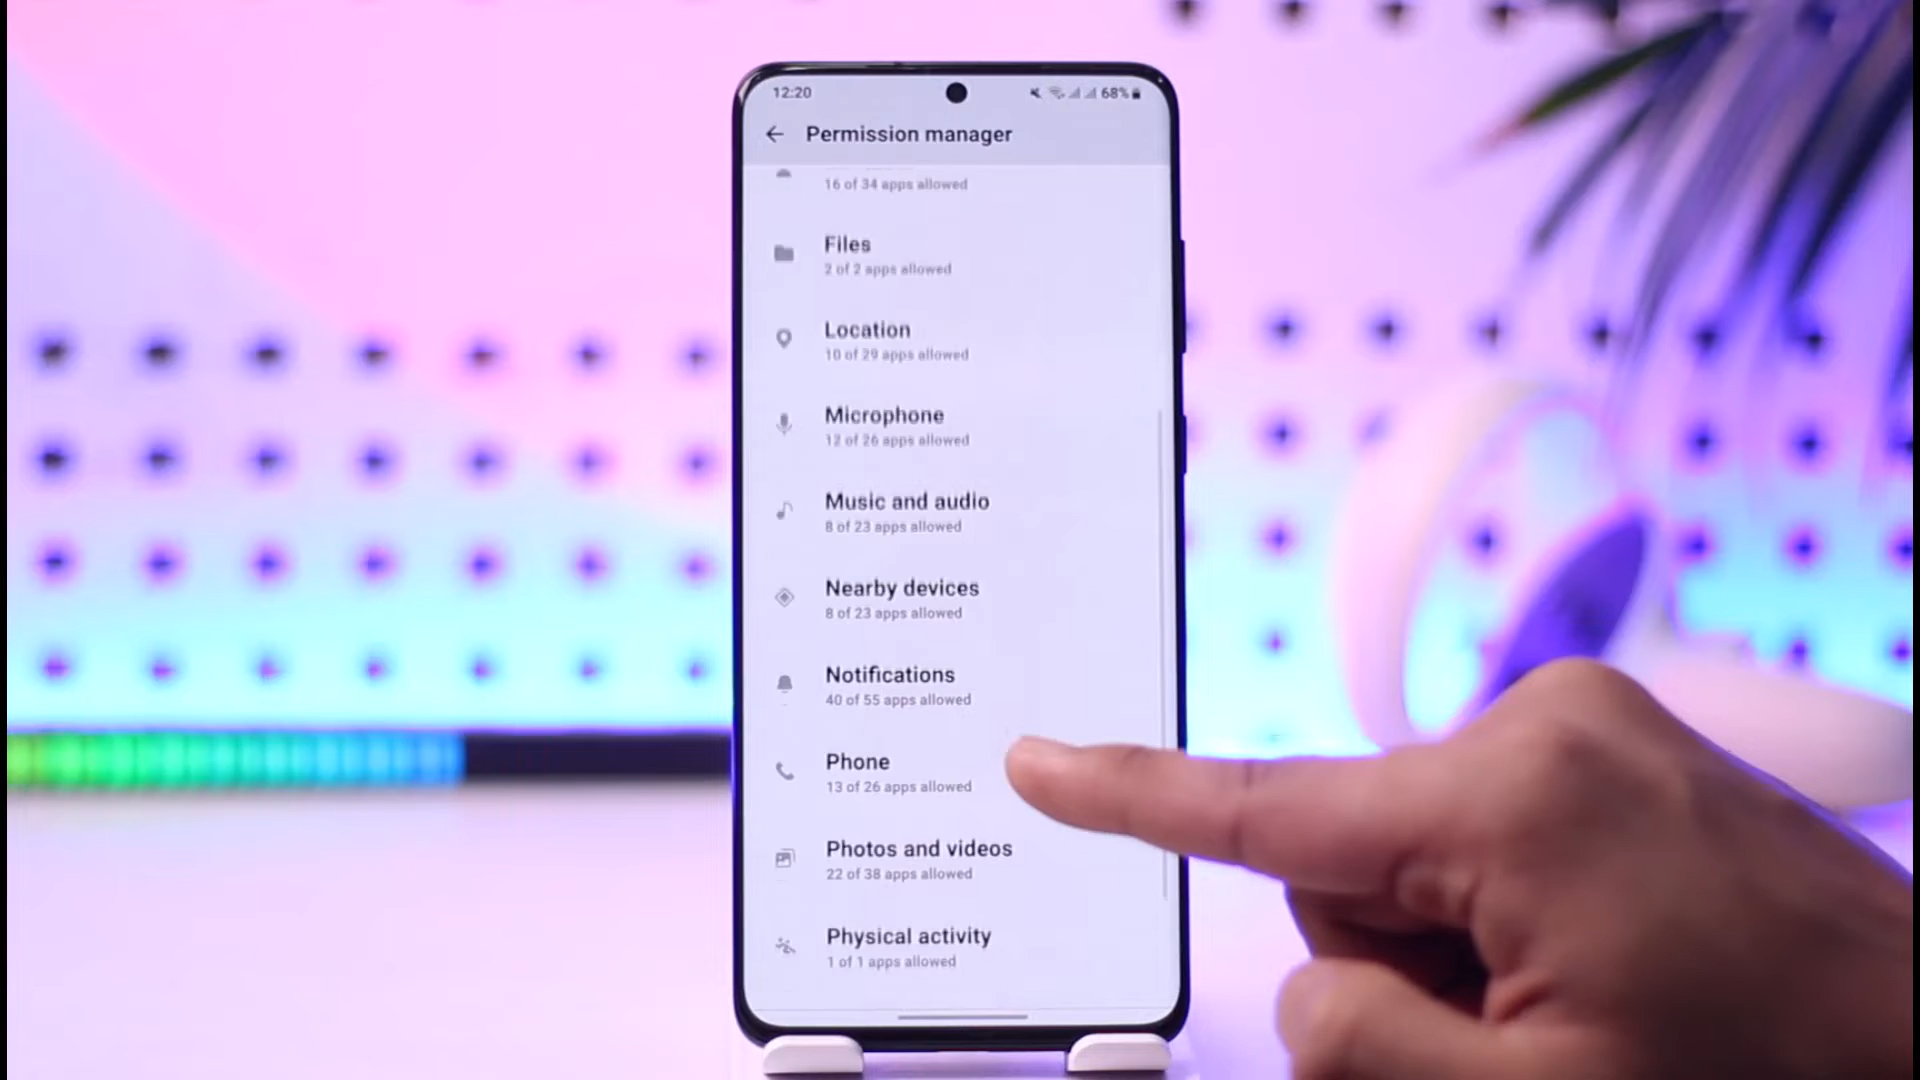 12:20
68%
Permission manager
16 of 34 apps allowed
Files
2 of 2 apps allowed
Location
10 of 29 apps allowed
Microphone
12 of 26 apps allowed
Music and audio
8 of 23 apps allowed
Nearby devices
8 of 23 apps allowed
Notifications
40 of 55 apps allowed
Phone
13 of 26 apps allowed
Photos and videos
22 of 38 apps allowed
Physical activity
1 of 1 apps allowed